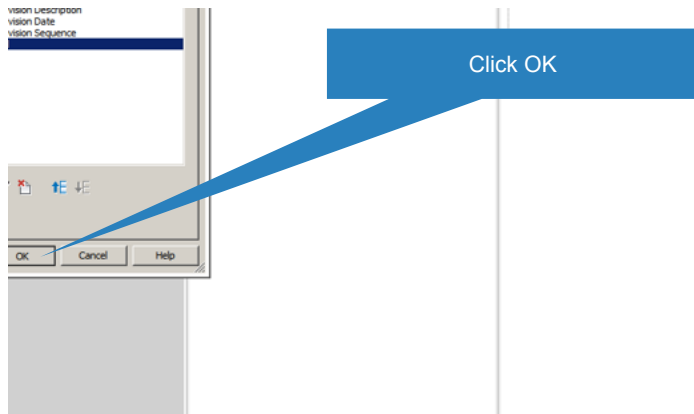 vision Description
vision Date
vision Sequence
Click OK
OK Cancel Help